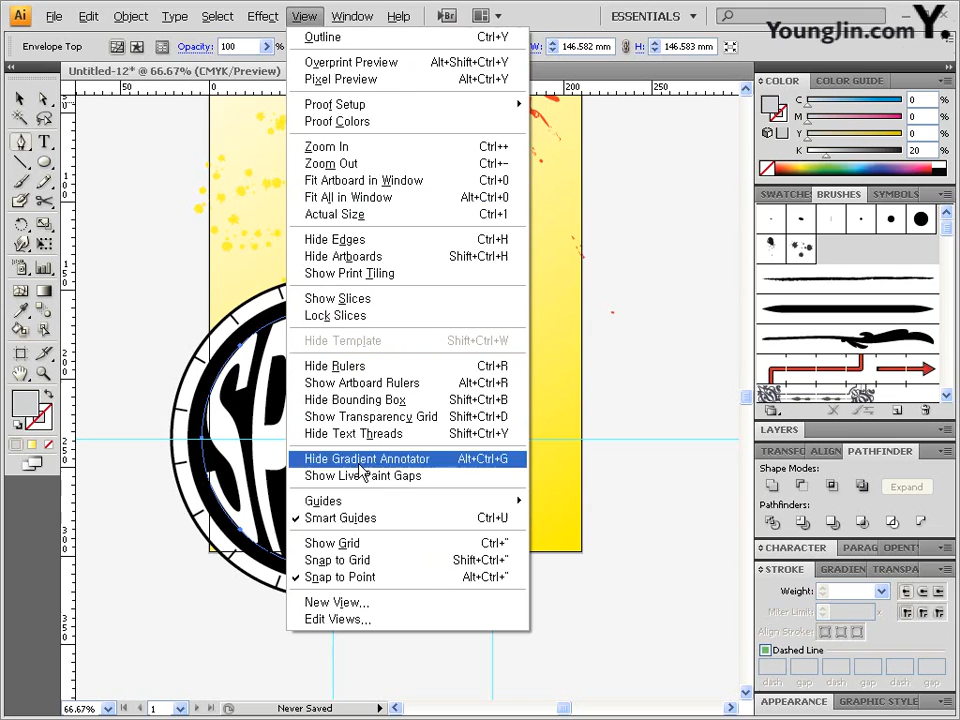 Ai File Edit Object Type Select Effect View Window Help Br ESSENTIALS
YoungJin.com Y.
Envelope Top Opacity: 100 % W: 146.582 mm H: 146.583 mm
Untitled-12* @ 66.67% (CMYK/Preview)
50 0 200 250
Outline Ctrl+Y
Overprint Preview Alt+Shift+Ctrl+Y
Pixel Preview Alt+Ctrl+Y
Proof Setup
Proof Colors
Zoom In Ctrl++
Zoom Out Ctrl+-
Fit Artboard in Window Ctrl+0
Fit All in Window Alt+Ctrl+0
Actual Size Ctrl+1
Hide Edges Ctrl+H
Hide Artboards Shift+Ctrl+H
Show Print Tiling
Show Slices
Lock Slices
Hide Template Shift+Ctrl+W
Hide Rulers Ctrl+R
Show Artboard Rulers Alt+Ctrl+R
Hide Bounding Box Shift+Ctrl+B
Show Transparency Grid Shift+Ctrl+D
Hide Text Threads Shift+Ctrl+Y
Hide Gradient Annotator Alt+Ctrl+G
Show Live Paint Gaps
Guides
Smart Guides Ctrl+U
Show Grid Ctrl+"
Snap to Grid Shift+Ctrl+"
Snap to Point Alt+Ctrl+"
New View...
Edit Views...
COLOR COLOR GUIDE
C 0 %
M 0 %
Y 0 %
K 20 %
SWATCHE BRUSHES SYMBOLS
LAYERS
TRANSFO ALIGN PATHFINDER
Shape Modes:
Expand
Pathfinders:
CHARACTER PARAG OPENT
STROKE GRADIEN TRANSPA
Weight:
Miter Limit: x
Align Stroke:
Dashed Line
dash gap dash gap dash gap
APPEARANCE GRAPHIC STYLE
66.67% 1 Never Saved